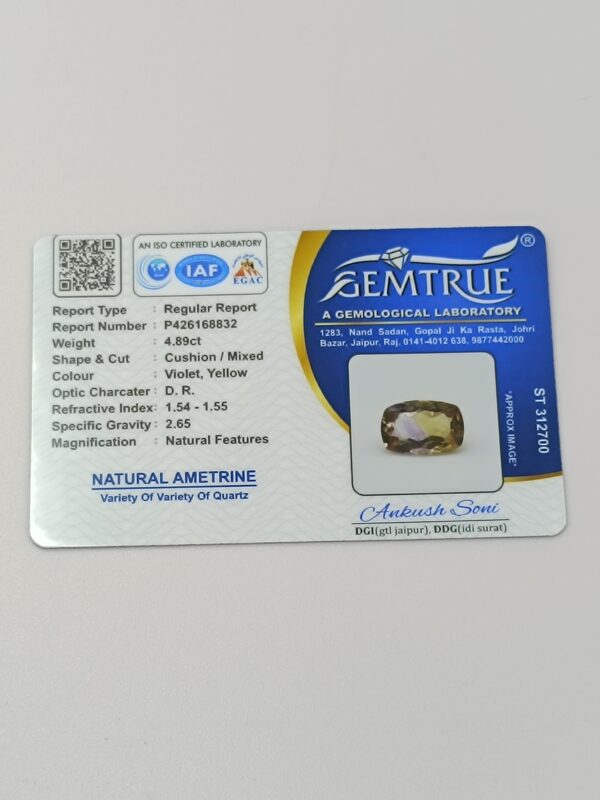 AN ISO CERTIFIED LABORATORY
IAF
EGAC
Report Type : Regular Report
Report Number : P426168832
Weight : 4.89ct
Shape & Cut : Cushion / Mixed
Colour : Violet, Yellow
Optic Charcater : D. R.
Refractive Index : 1.54 - 1.55
Specific Gravity : 2.65
Magnification : Natural Features
NATURAL AMETRINE
Variety Of Variety Of Quartz
GEMTRUE®
A GEMOLOGICAL LABORATORY
1283, Nand Sadan, Gopal Ji Ka Rasta, Johri
Bazar, Jaipur, Raj. 0141-4012 638, 9877442000
*APPROX IMAGE*
ST 312700
Ankush Soni
DGI(gtl jaipur), DDG(idi surat)